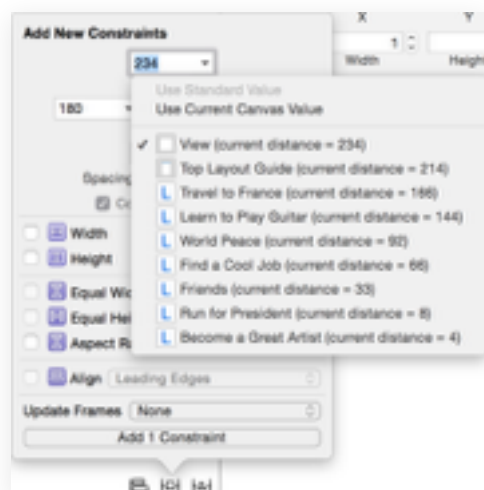 X Y
Add New Constraints
234
1
Width Height
Use Standard Value
Use Current Canvas Value
180
✓ View (current distance = 234)
Top Layout Guide (current distance = 214)
Spacing
L Travel to France (current distance = 166)
L Learn to Play Guitar (current distance = 144)
Width
L World Peace (current distance = 92)
Height
L Find a Cool Job (current distance = 66)
L Friends (current distance = 33)
Equal Wid
L Run for President (current distance = 8)
Equal Hei
L Become a Great Artist (current distance = 4)
Aspect Ra
Align Leading Edges
Update Frames None
Add 1 Constraint